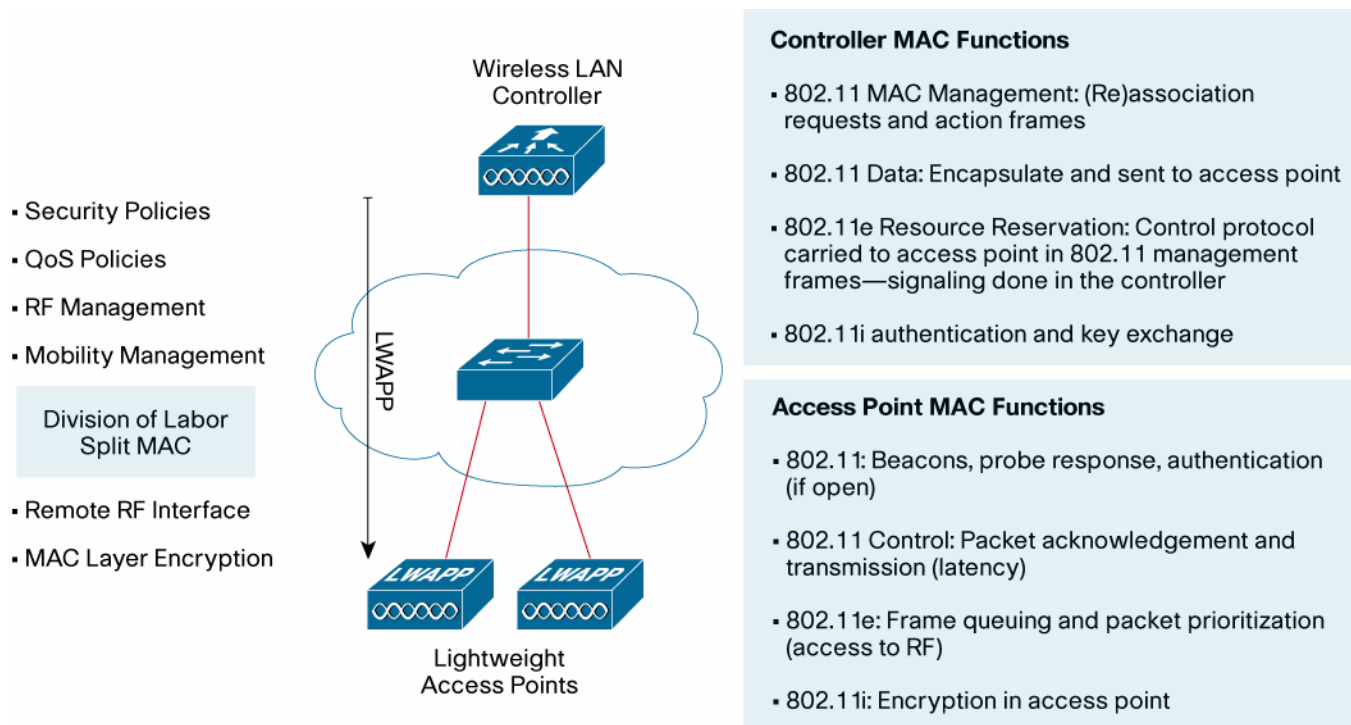 Wireless LAN
Controller
▪ Security Policies
▪ QoS Policies
▪ RF Management
▪ Mobility Management
Division of Labor
Split MAC
▪ Remote RF Interface
▪ MAC Layer Encryption
LWAPP
LWAPP
LWAPP
Lightweight
Access Points
Controller MAC Functions
▪ 802.11 MAC Management: (Re)association
requests and action frames
▪ 802.11 Data: Encapsulate and sent to access point
▪ 802.11e Resource Reservation: Control protocol
carried to access point in 802.11 management
frames—signaling done in the controller
▪ 802.11i authentication and key exchange
Access Point MAC Functions
▪ 802.11: Beacons, probe response, authentication
(if open)
▪ 802.11 Control: Packet acknowledgement and
transmission (latency)
▪ 802.11e: Frame queuing and packet prioritization
(access to RF)
▪ 802.11i: Encryption in access point